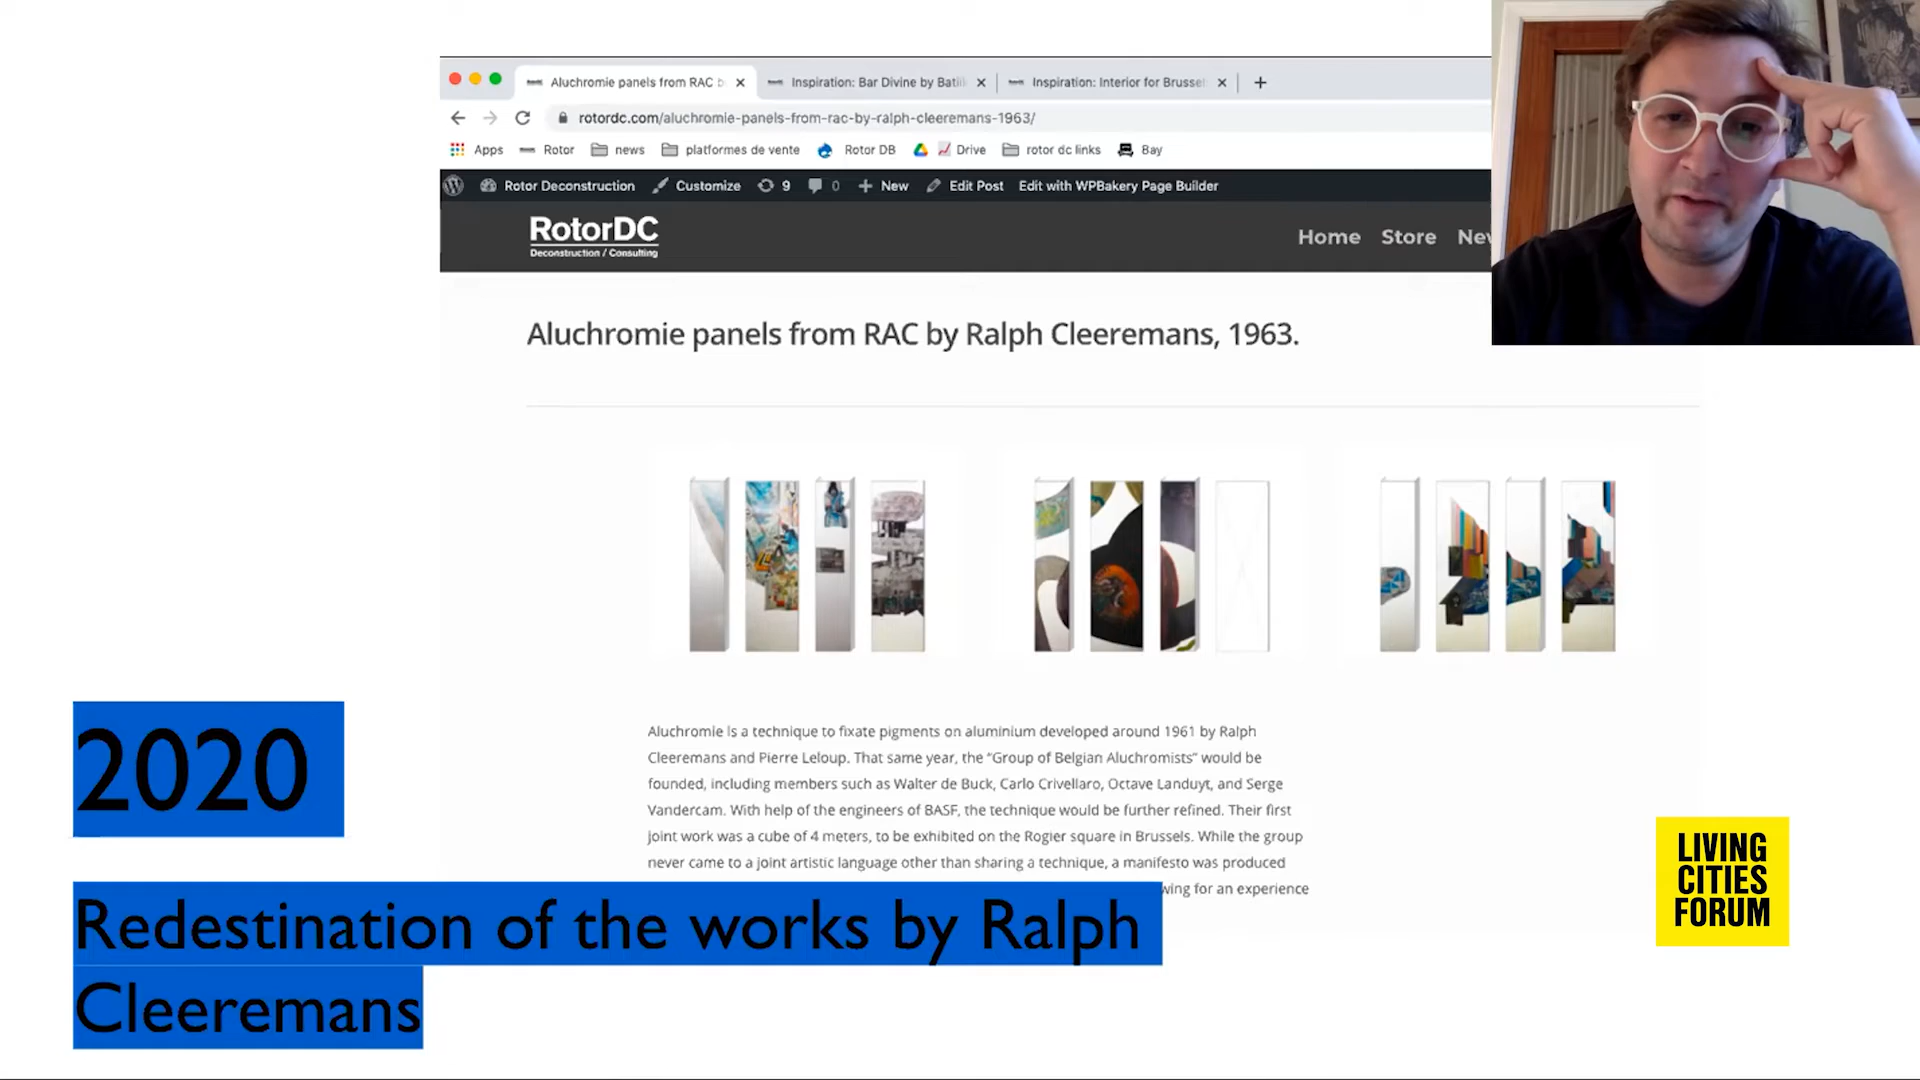 Aluchromie panels from RAC b
Inspiration: Bar Divine by Batii
Inspiration: Interior for Brusse
rotordc.com/aluchromie-panels-from-rac-by-ralph-cleeremans-1963/
Apps Rotor news platformes de vente Rotor DB Drive rotor dc links Bay
Rotor Deconstruction Customize 9 0 New Edit Post Edit with WPBakery Page Builder
RotorDC
Deconstruction / Consulting
Home Store
Aluchromie panels from RAC by Ralph Cleeremans, 1963.
Aluchromie is a technique to fixate pigments on aluminium developed around 1961 by Ralph
Cleeremans and Pierre Leloup. That same year, the “Group of Belgian Aluchromists” would be
founded, including members such as Walter de Buck, Carlo Crivellaro, Octave Landuyt, and Serge
Vandercam. With help of the engineers of BASF, the technique would be further refined. Their first
joint work was a cube of 4 meters, to be exhibited on the Rogier square in Brussels. While the group
never came to a joint artistic language other than sharing a technique, a manifesto was produced
wing for an experience
2020
Redestination of the works by Ralph
Cleeremans
LIVING
CITIES
FORUM